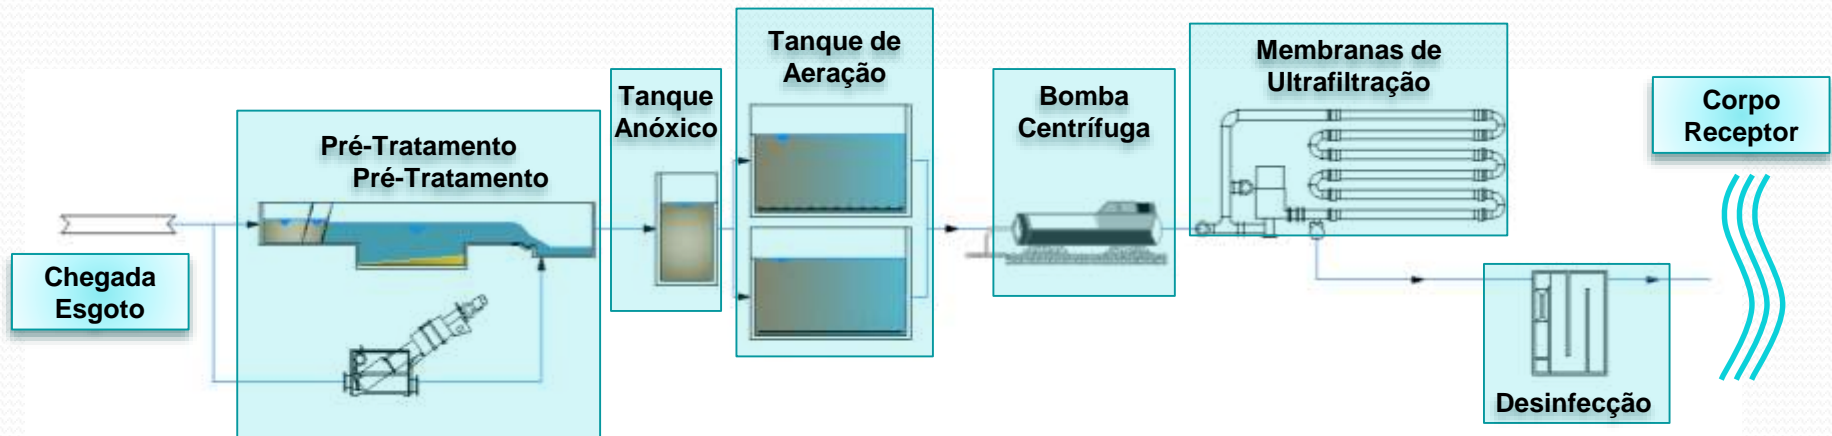 Chegada
Esgoto
Pré-Tratamento
Pré-Tratamento
Tanque
Anóxico
Tanque de
Aeração
Bomba
Centrífuga
Membranas de
Ultrafiltração
Desinfecção
Corpo
Receptor